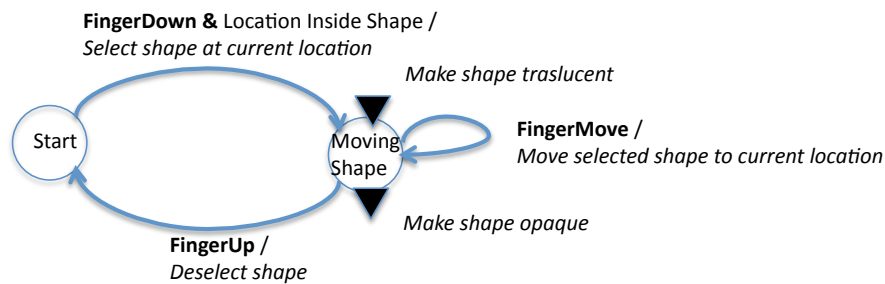 FingerDown & Location Inside Shape /
Select shape at current location
Make shape traslucent
Start
Moving
Shape
FingerMove /
Move selected shape to current location
Make shape opaque
FingerUp /
Deselect shape